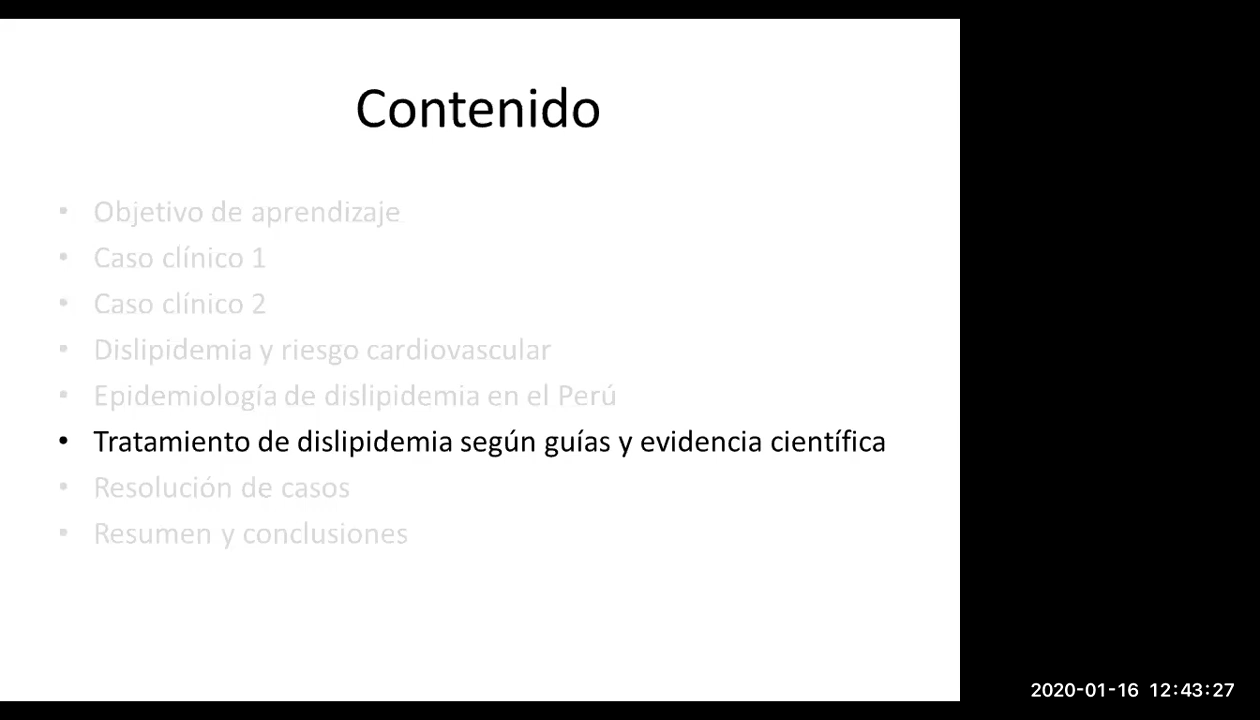 Contenido
• Objetivo de aprendizaje
• Caso clínico 1
• Caso clínico 2
• Dislipidemia y riesgo cardiovascular
• Epidemiología de dislipidemia en el Perú
• Tratamiento de dislipidemia según guías y evidencia científica
• Resolución de casos
• Resumen y conclusiones
2020-01-16 12:43:27